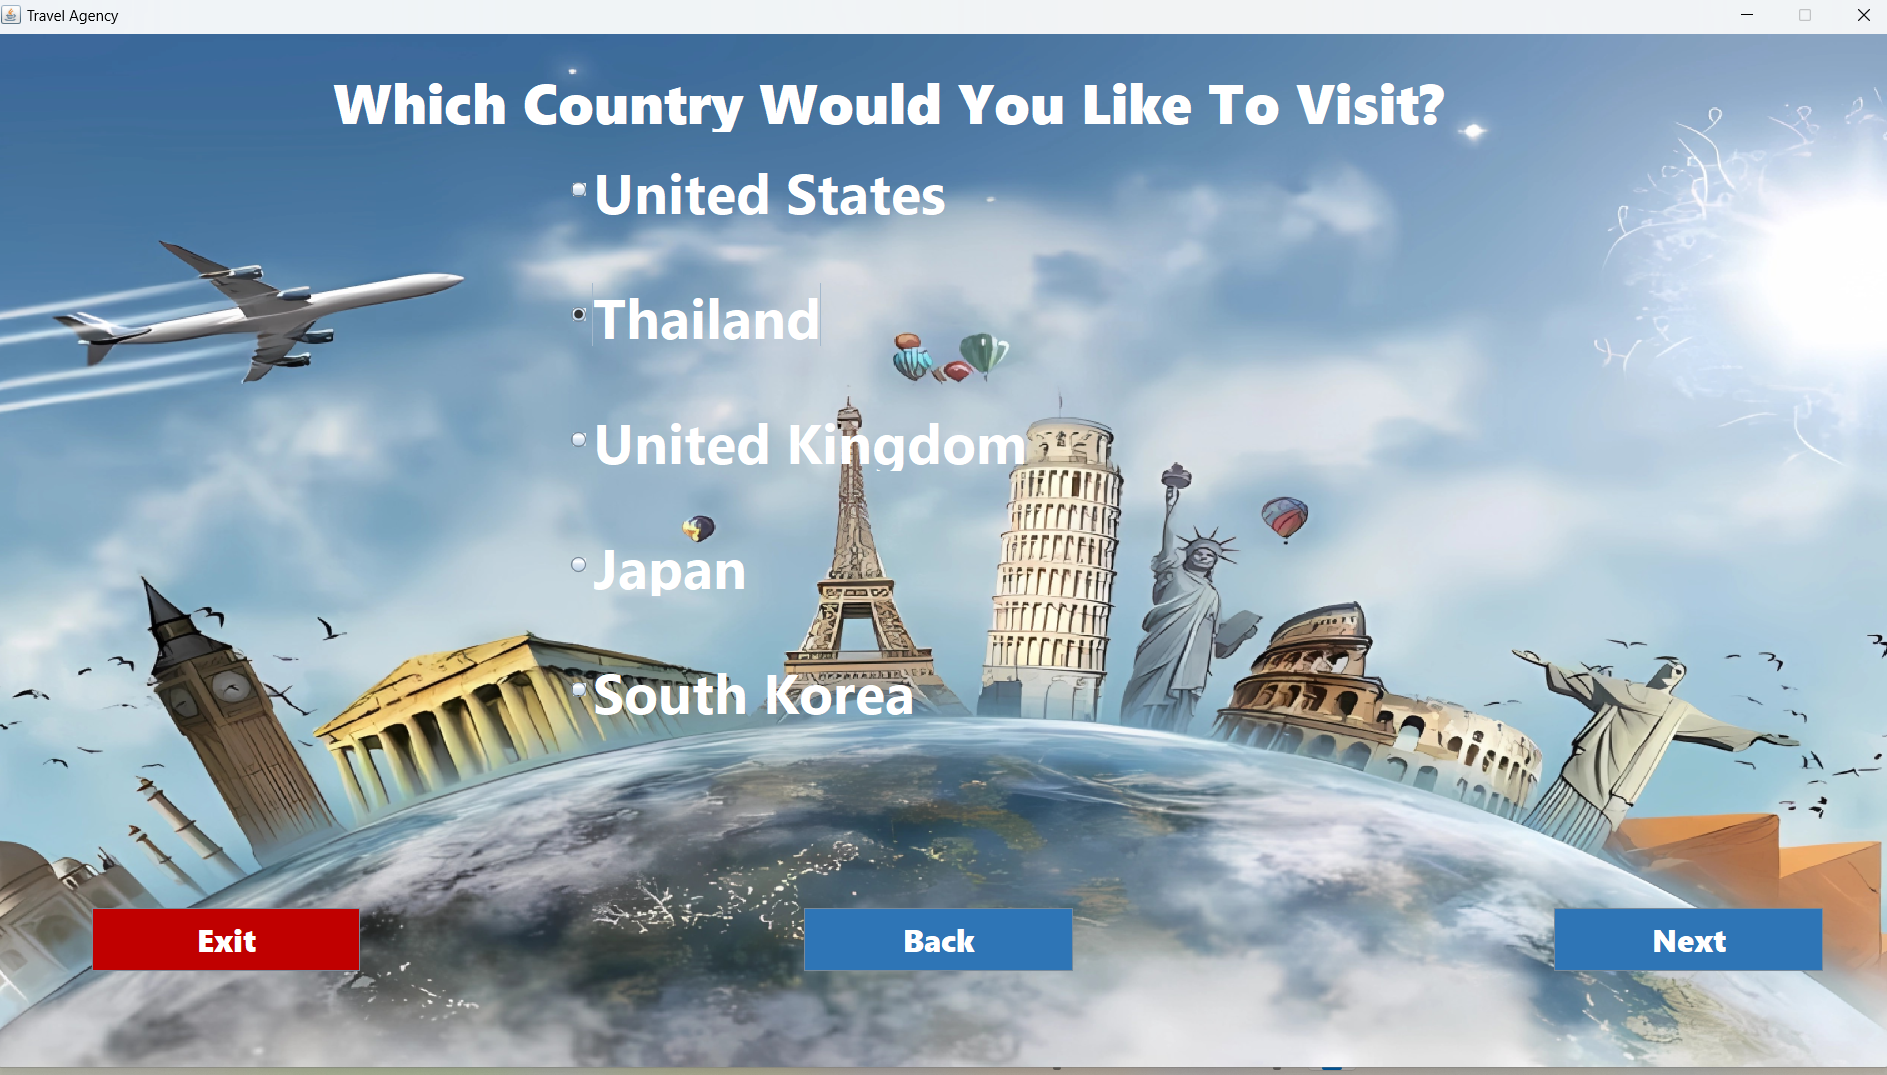 Travel Agency
Which Country Would You Like To Visit?
United States
Thailand
United Kingdom
Japan
South Korea
Exit
Back
Next